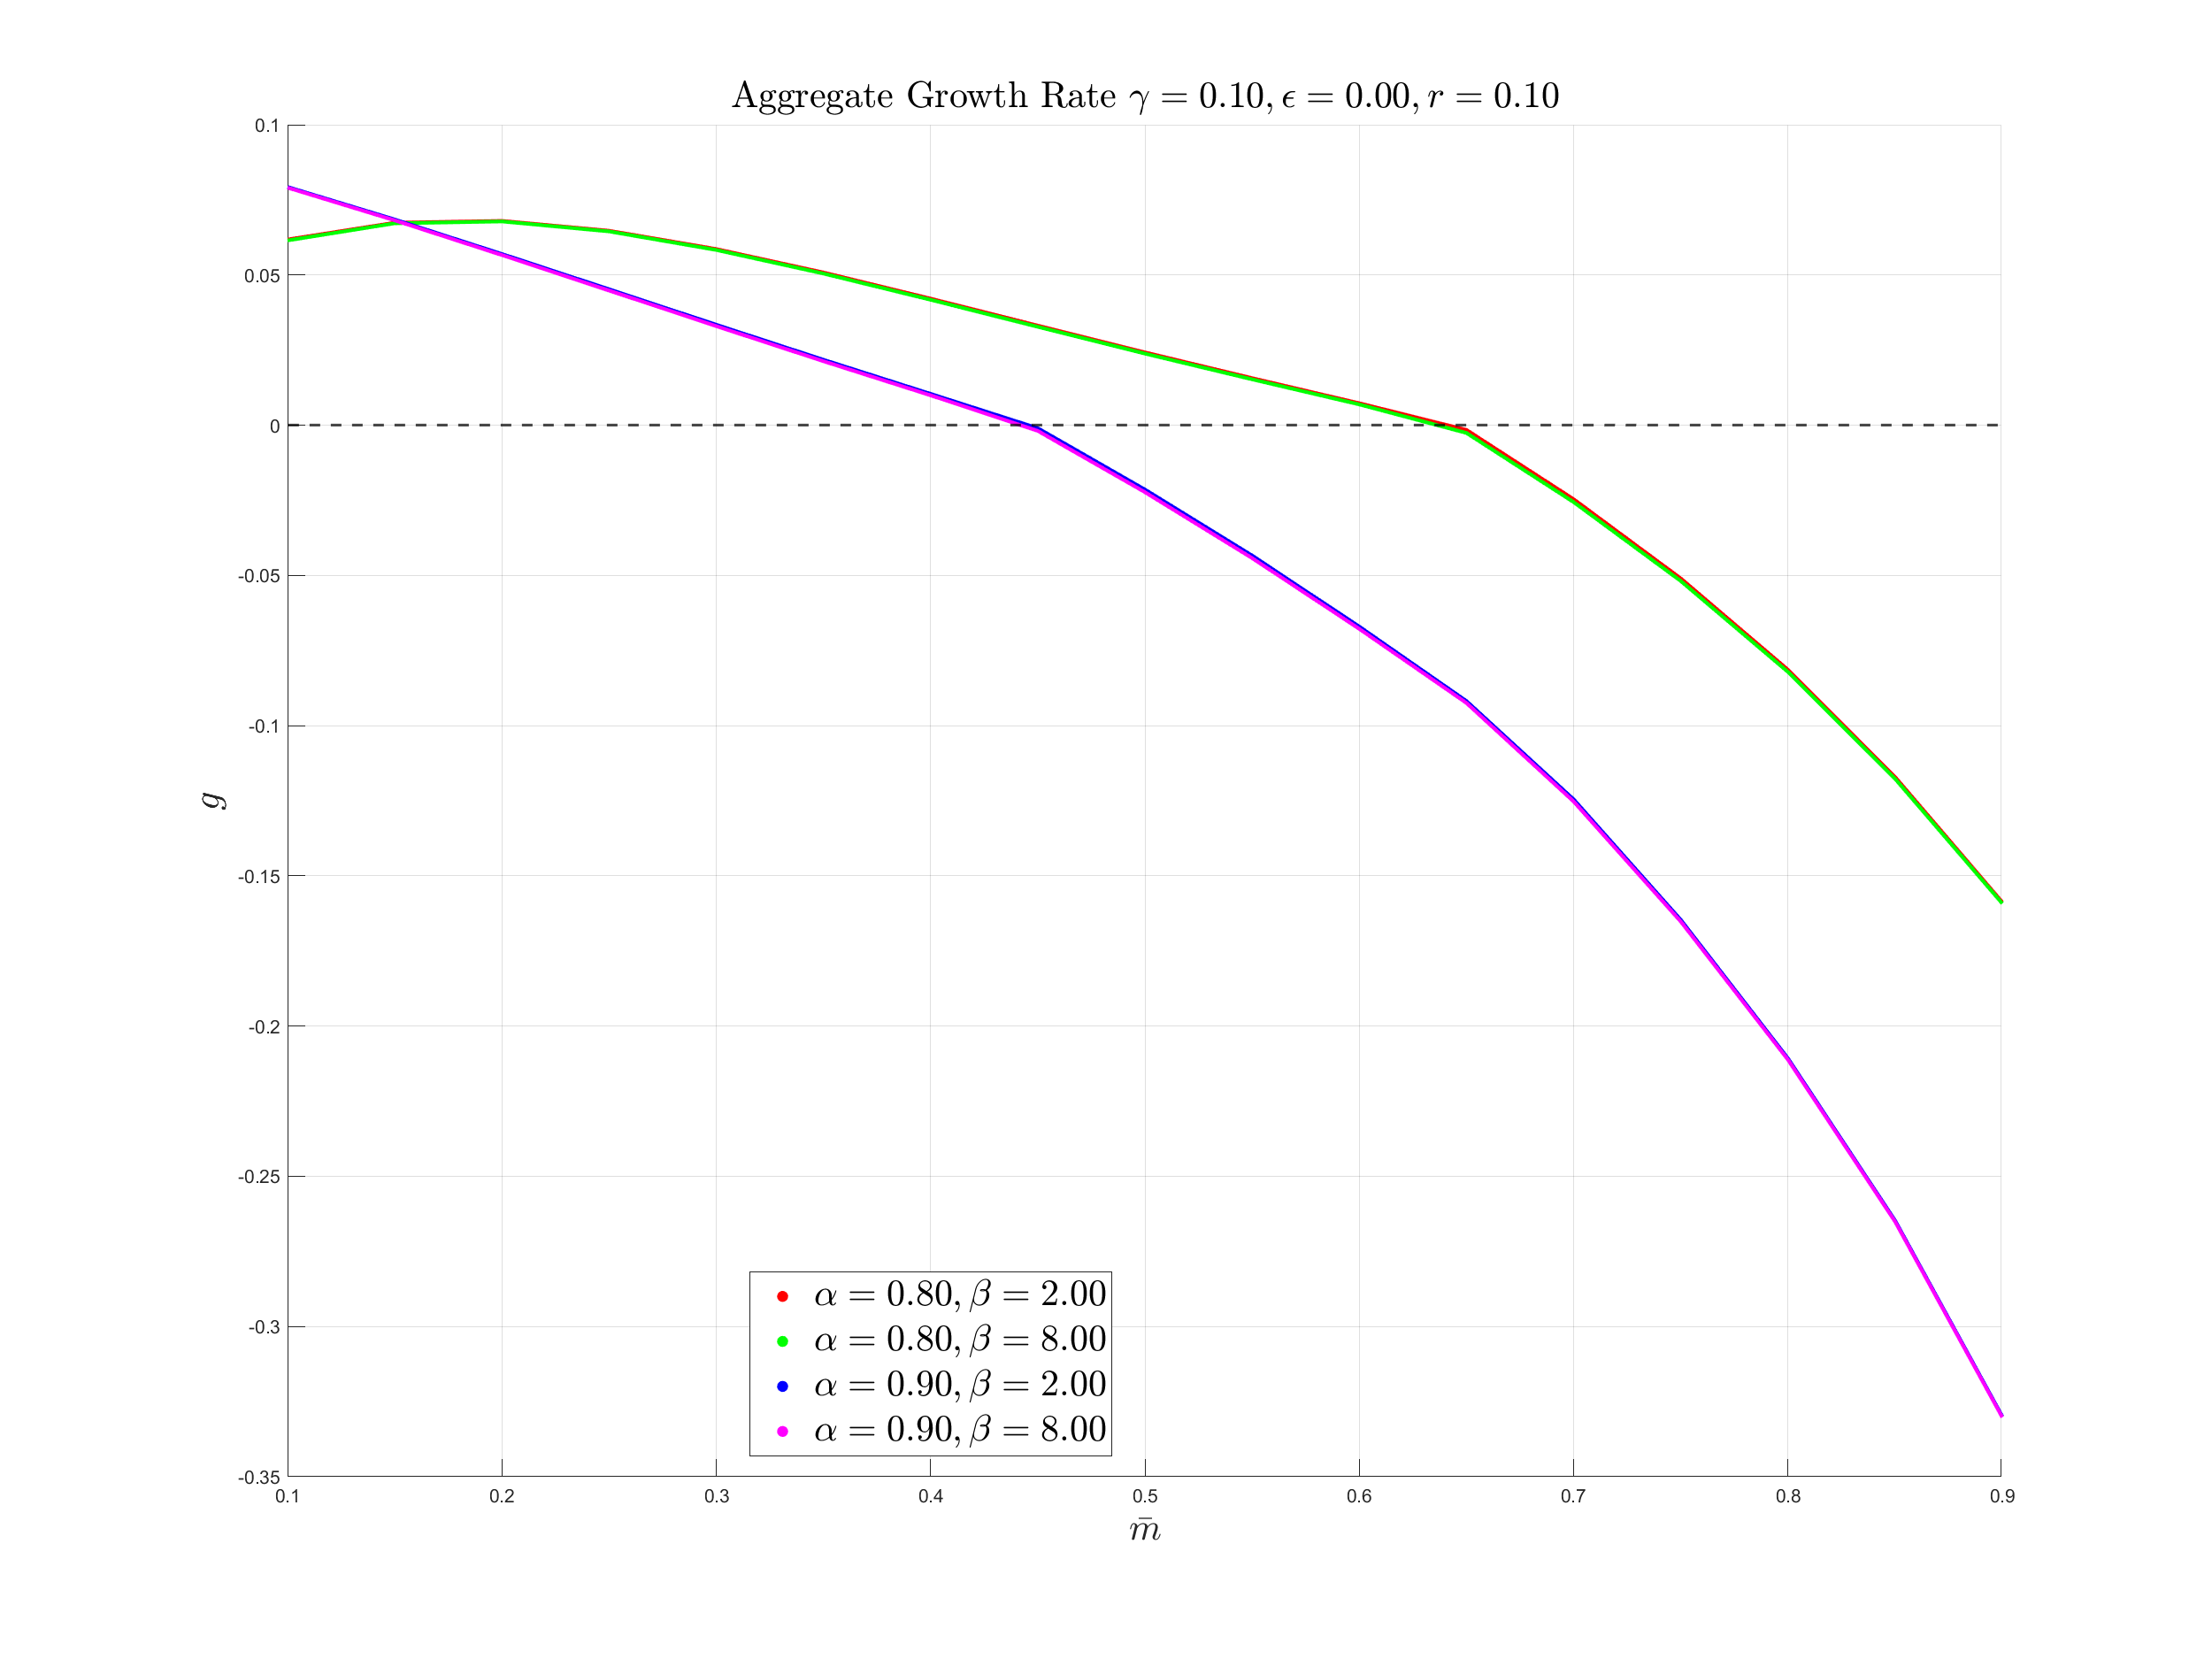 Aggregate Growth Rate γ = 0.10, ϵ = 0.00, r = 0.10
0.1
0.05
0
-0.05
-0.1
-0.15
-0.2
-0.25
-0.3
-0.35
g
α = 0.80, β = 2.00
α = 0.80, β = 8.00
α = 0.90, β = 2.00
α = 0.90, β = 8.00
0.1 0.2 0.3 0.4 0.5 0.6 0.7 0.8 0.9
m̄